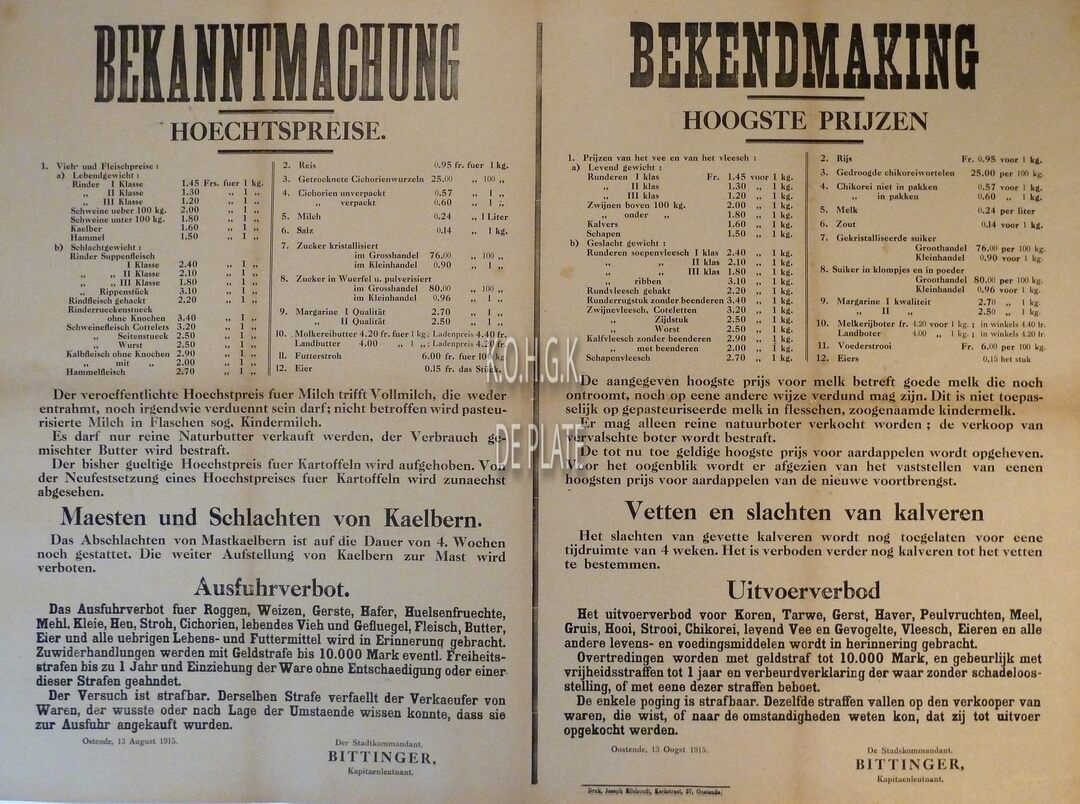 BEKANNTMACHUNG
HOECHTSPREISE.
1. Vieh- und Fleischpreise :
a) Lebendgewicht :
Rinder I Klasse 1.45 Frs. fuer 1 kg.
„ II Klasse 1.30 „ 1 „
„ III Klasse 1.20 „ 1 „
Schweine ueber 100 kg. 2.00 „ 1 „
Schweine unter 100 kg. 1.80 „ 1 „
Kaelber 1.60 „ 1 „
Hammel 1.50 „ 1 „
b) Schlachtgewicht :
Rinder Suppenfleisch
I Klasse 2.40 „ 1 „
„ „ II Klasse 2.10 „ 1 „
„ „ III Klasse 1.80 „ 1 „
„ Rippenstück 3.10 „ 1 „
Rindfleisch gehackt 2.20 „ 1 „
Rinderrueckenstueck
ohne Knochen 3.40 „ 1 „
Schweinefleisch Cottelets 3.20 „ 1 „
„ Seitenstueck 2.50 „ 1 „
„ Wurst 2.50 „ 1 „
Kalbfleisch ohne Knochen 2.90 „ 1 „
„ mit „ 2.00 „ 1 „
Hammelfleisch 2.70 „ 1 „
2. Reis 0.95 fr. fuer 1 kg.
3. Getrocknete Cichorienwurzeln 25.00 „ 100 „
4. Cichorien unverpackt 0.57 „ 1 „
„ verpackt 0.60 „ 1 „
5. Milch 0.24 „ 1 Liter
6. Salz 0.14 „ 1 kg.
7. Zucker kristallisiert
im Grosshandel 76.00 „ 100 „
im Kleinhandel 0.90 „ 1 „
8. Zucker in Wuerfel u. pulverisiert
im Grosshandel 80.00 „ 100 „
im Kleinhandel 0.96 „ 1 „
9. Margarine I Qualität 2.70 „ 1 „
„ II Qualität 2.50 „ 1 „
10. Molkereibutter 4.20 fr. fuer 1 kg; Ladenpreis 4.40 fr.
Landbutter 4.00 „ 1 „ ; Ladenpreis 4.20 fr.
11. Futterstroh 6.00 fr. fuer 100 kg
12. Eier 0.15 fr. das Stück.
Der veroeffentlichte Hoechstpreis fuer Milch trifft Vollmilch, die weder
entrahmt, noch irgendwie verduennt sein darf; nicht betroffen wird pasteu-
risierte Milch in Flaschen sog. Kindermilch.
Es darf nur reine Naturbutter verkauft werden, der Verbrauch ge-
mischter Butter wird bestraft.
Der bisher gueltige Hoechstpreis fuer Kartoffeln wird aufgehoben. Von
der Neufestsetzung eines Hoechstpreises fuer Kartoffeln wird zunaechst
abgesehen.
Maesten und Schlachten von Kaelbern.
Das Abschlachten von Mastkaelbern ist auf die Dauer von 4. Wochen
noch gestattet. Die weiter Aufstellung von Kaelbern zur Mast wird
verboten.
Ausfuhrverbot.
Das Ausfuhrverbot fuer Roggen, Weizen, Gerste, Hafer, Huelsenfruechte,
Mehl, Kleie, Heu, Stroh, Cichorien, lebendes Vieh und Gefluegel, Fleisch, Butter,
Eier und alle uebrigen Lebens- und Futtermittel wird in Erinnerung gebracht.
Zuwiderhandlungen werden mit Geldstrafe bis 10.000 Mark eventl. Freiheits-
strafen bis zu 1 Jahr und Einziehung der Ware ohne Entschaedigung oder einer
dieser Strafen geahndet.
Der Versuch ist strafbar. Derselben Strafe verfaellt der Verkaeufer von
Waren, der wusste oder nach Lage der Umstaende wissen konnte, dass sie
zur Ausfuhr angekauft wurden.
Ostende, 13 August 1915.
Der Stadtkommandant,
BITTINGER,
Kapitaenleutnant.
BEKENDMAKING
HOOGSTE PRIJZEN
1. Prijzen van het vee en van het vleesch :
a) Levend gewicht :
Runderen I klas Fr. 1.45 voor 1 kg.
„ II klas 1.30 „ 1 kg.
„ III klas 1.20 „ 1 kg.
Zwijnen boven 100 kg. 2.00 „ 1 kg.
„ onder „ 1.80 „ 1 kg.
Kalvers 1.60 „ 1 kg.
Schapen 1.50 „ 1 kg.
b) Geslacht gewicht :
Runderen soepenvleesch I klas 2.40 „ 1 kg.
„ „ II klas 2.10 „ 1 kg.
„ „ III klas 1.80 „ 1 kg.
„ ribben 3.10 „ 1 kg.
Rundvleesch gehakt 2.20 „ 1 kg.
Runderrugstuk zonder beenderen 3.40 „ 1 kg.
Zwijnevleesch, Coteletten 3.20 „ 1 kg.
„ Zijdstuk 2.50 „ 1 kg.
„ Worst 2.50 „ 1 kg.
Kalfvleesch zonder beenderen 2.90 „ 1 kg.
„ met beenderen 2.00 „ 1 kg.
Schapenvleesch 2.70 „ 1 kg.
2. Rijs Fr. 0.95 voor 1 kg.
3. Gedroogde chikoreiwortelen 25.00 per 100 kg.
4. Chikorei niet in pakken 0.57 voor 1 kg.
„ in pakken 0.60 „ 1 kg.
5. Melk 0.24 per liter
6. Zout 0.14 voor 1 kg.
7. Gekristalliseerde suiker
Groothandel 76.00 per 100 kg.
Kleinhandel 0.90 voor 1 kg.
8. Suiker in klompjes en in poeder
Groothandel 80.00 per 100 kg.
Kleinhandel 0.96 voor 1 kg.
9. Margarine I kwaliteit 2.70 „ 1 kg.
„ II „ 2.50 „ 1 kg.
10. Melkerijboter fr. 4.20 voor 1 kg ; in winkels 4.40 fr.
Landboter 4.00 „ 1 kg. ; in winkels 4.20 fr.
11. Voederstrooi Fr. 6.00 per 100 kg.
12. Eiers 0,15 het stuk
De aangegeven hoogste prijs voor melk betreft goede melk die noch
ontroomt, noch op eene andere wijze verdund mag zijn. Dit is niet toepas-
selijk op gepasteuriseerde melk in flesschen, zoogenaamde kindermelk.
Er mag alleen reine natuurboter verkocht worden ; de verkoop van
vervalschte boter wordt bestraft.
De tot nu toe geldige hoogste prijs voor aardappelen wordt opgeheven.
Voor het oogenblik wordt er afgezien van het vaststellen van eenen
hoogsten prijs voor aardappelen van de nieuwe voortbrengst.
Vetten en slachten van kalveren
Het slachten van gevette kalveren wordt nog toegelaten voor eene
tijdruimte van 4 weken. Het is verboden verder nog kalveren tot het vetten
te bestemmen.
Uitvoerverbod
Het uitvoerverbod voor Koren, Tarwe, Gerst, Haver, Peulvruchten, Meel,
Gruis, Hooi, Strooi, Chikorei, levend Vee en Gevogelte, Vleesch, Eieren en alle
andere levens- en voedingsmiddelen wordt in herinnering gebracht.
Overtredingen worden met geldstraf tot 10.000 Mark, en gebeurlijk met
vrijheidsstraffen tot 1 jaar en verbeurdverklaring der waar zonder schadeloos-
stelling, of met eene dezer straffen beboet.
De enkele poging is strafbaar. Dezelfde straffen vallen op den verkooper van
waren, die wist, of naar de omstandigheden weten kon, dat zij tot uitvoer
opgekocht werden.
Oostende, 13 Oogst 1915.
De Stadskommandant,
BITTINGER,
Kapitaenleutnant.
Druk. Joseph Elleboudt, Kerkstraat, 37, Oostende.
K.O.H.G.K
DE PLATE.